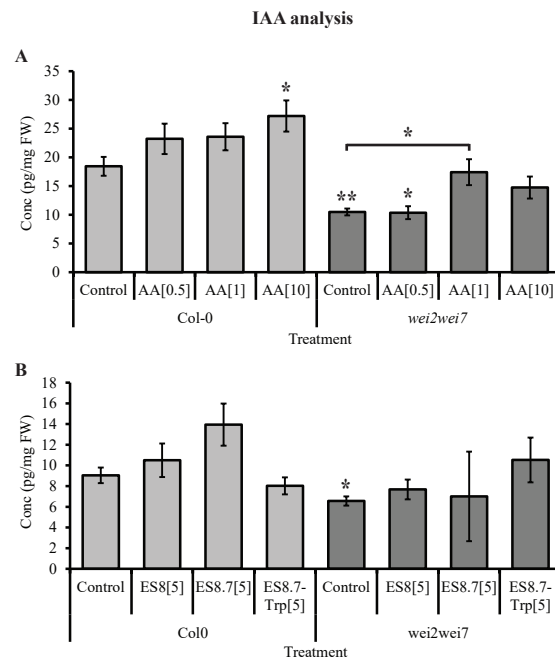 IAA analysis
A
Conc (pg/mg FW)
35
30
25
20
15
10
5
0
*
**
*
*
Control AA[0.5] AA[1] AA[10] Control AA[0.5] AA[1] AA[10]
Col-0 wei2wei7
Treatment
B
Conc (pg/mg FW)
18
16
14
12
10
8
6
4
2
0
*
Control ES8[5] ES8.7[5] ES8.7-Trp[5] Control ES8[5] ES8.7[5] ES8.7-Trp[5]
Col0 wei2wei7
Treatment